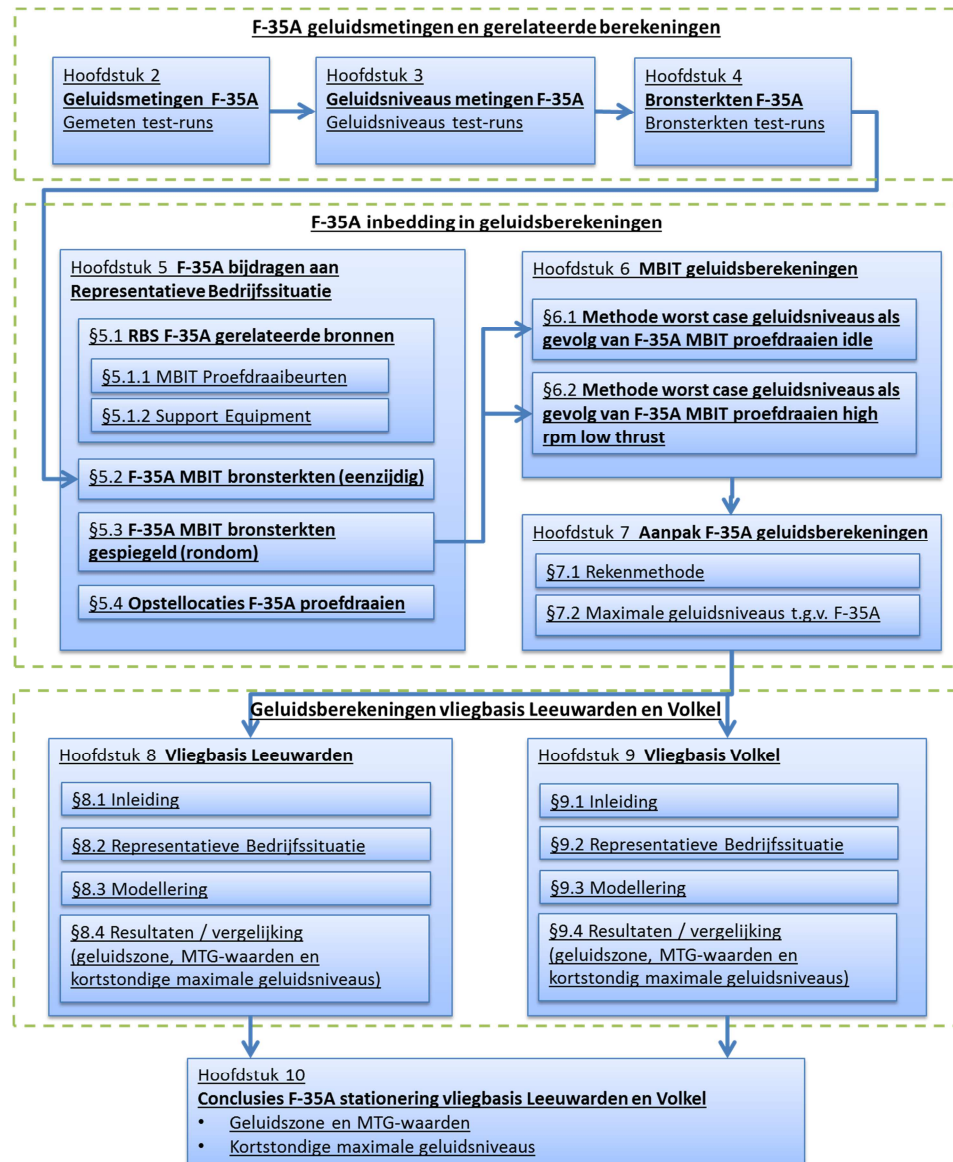 F-35A geluidsmetingen en gerelateerde berekeningen
Hoofdstuk 2
Geluidsmetingen F-35A
Gemeten test-runs
Hoofdstuk 3
Geluidsniveaus metingen F-35A
Geluidsniveaus test-runs
Hoofdstuk 4
Bronsterkten F-35A
Bronsterkten test-runs
F-35A inbedding in geluidsberekeningen
Hoofdstuk 5 F-35A bijdragen aan
Representatieve Bedrijfssituatie
§5.1 RBS F-35A gerelateerde bronnen
§5.1.1 MBIT Proefdraaibeurten
§5.1.2 Support Equipment
§5.2 F-35A MBIT bronsterkten (eenzijdig)
§5.3 F-35A MBIT bronsterkten
gespiegeld (rondom)
§5.4 Opstellocaties F-35A proefdraaien
Hoofdstuk 6 MBIT geluidsberekeningen
§6.1 Methode worst case geluidsniveaus als
gevolg van F-35A MBIT proefdraaien idle
§6.2 Methode worst case geluidsniveaus als
gevolg van F-35A MBIT proefdraaien high
rpm low thrust
Hoofdstuk 7 Aanpak F-35A geluidsberekeningen
§7.1 Rekenmethode
§7.2 Maximale geluidsniveaus t.g.v. F-35A
Geluidsberekeningen vliegbasis Leeuwarden en Volkel
Hoofdstuk 8 Vliegbasis Leeuwarden
§8.1 Inleiding
§8.2 Representatieve Bedrijfssituatie
§8.3 Modellering
§8.4 Resultaten / vergelijking
(geluidszone, MTG-waarden en
kortstondige maximale geluidsniveaus)
Hoofdstuk 9 Vliegbasis Volkel
§9.1 Inleiding
§9.2 Representatieve Bedrijfssituatie
§9.3 Modellering
§9.4 Resultaten / vergelijking
(geluidszone, MTG-waarden en
kortstondig maximale geluidsniveaus)
Hoofdstuk 10
Conclusies F-35A stationering vliegbasis Leeuwarden en Volkel
• Geluidszone en MTG-waarden
• Kortstondige maximale geluidsniveaus